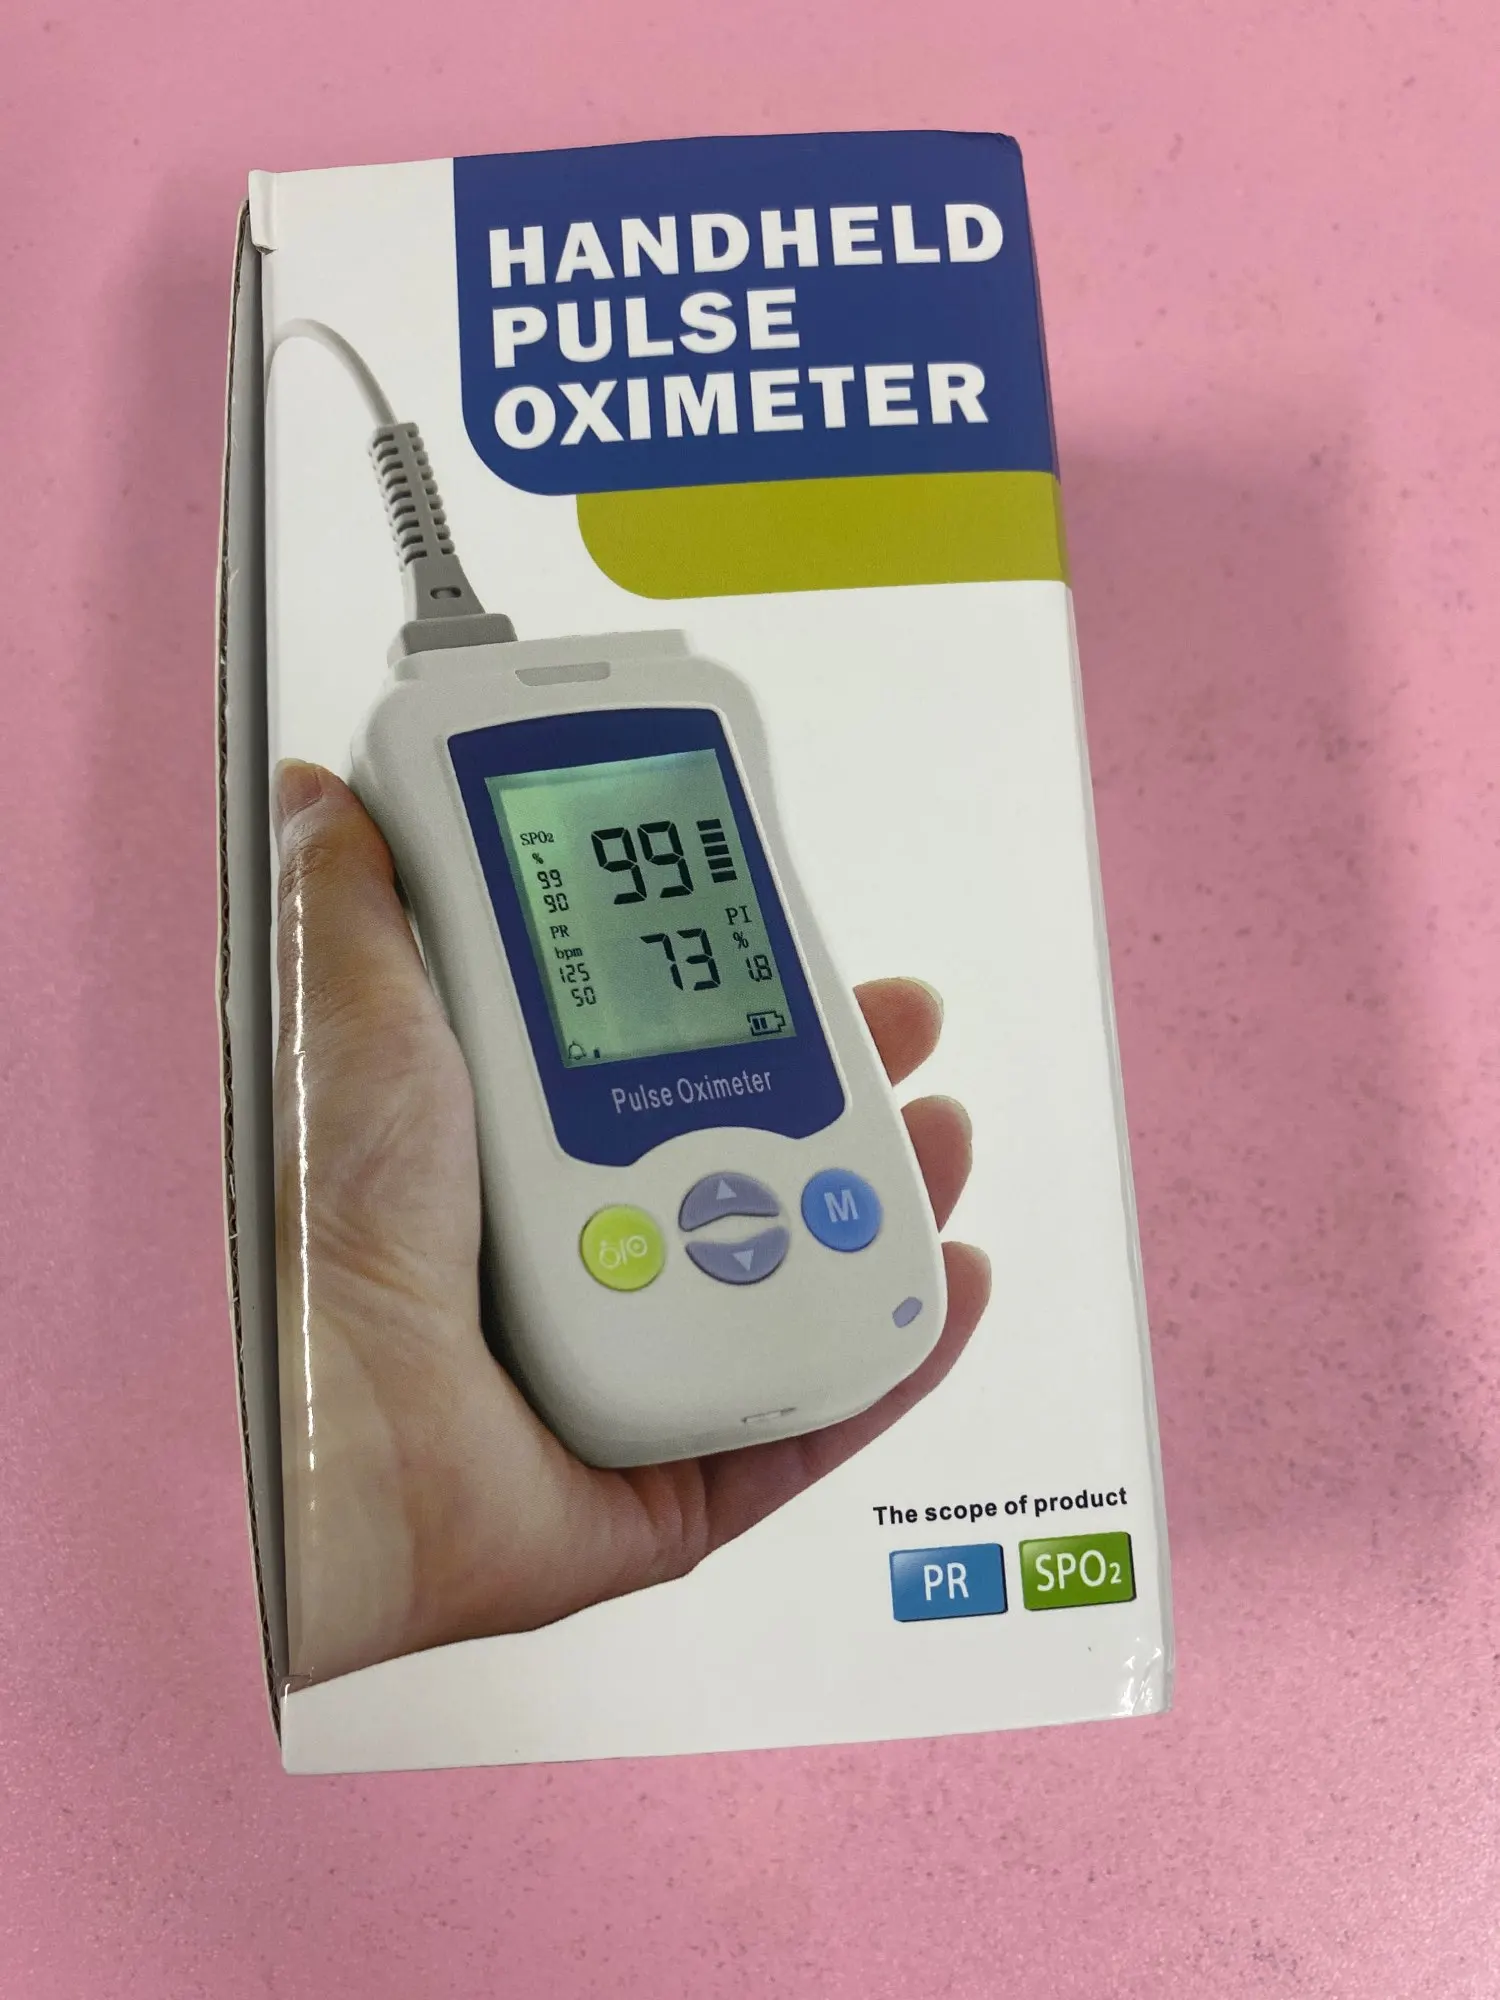 HANDHELD
PULSE
OXIMETER
SPO2
%
99
90
99
PR
bpm
125
50
73
PI
%
1.8
Pulse Oximeter
M
The scope of product
PR
SPO2